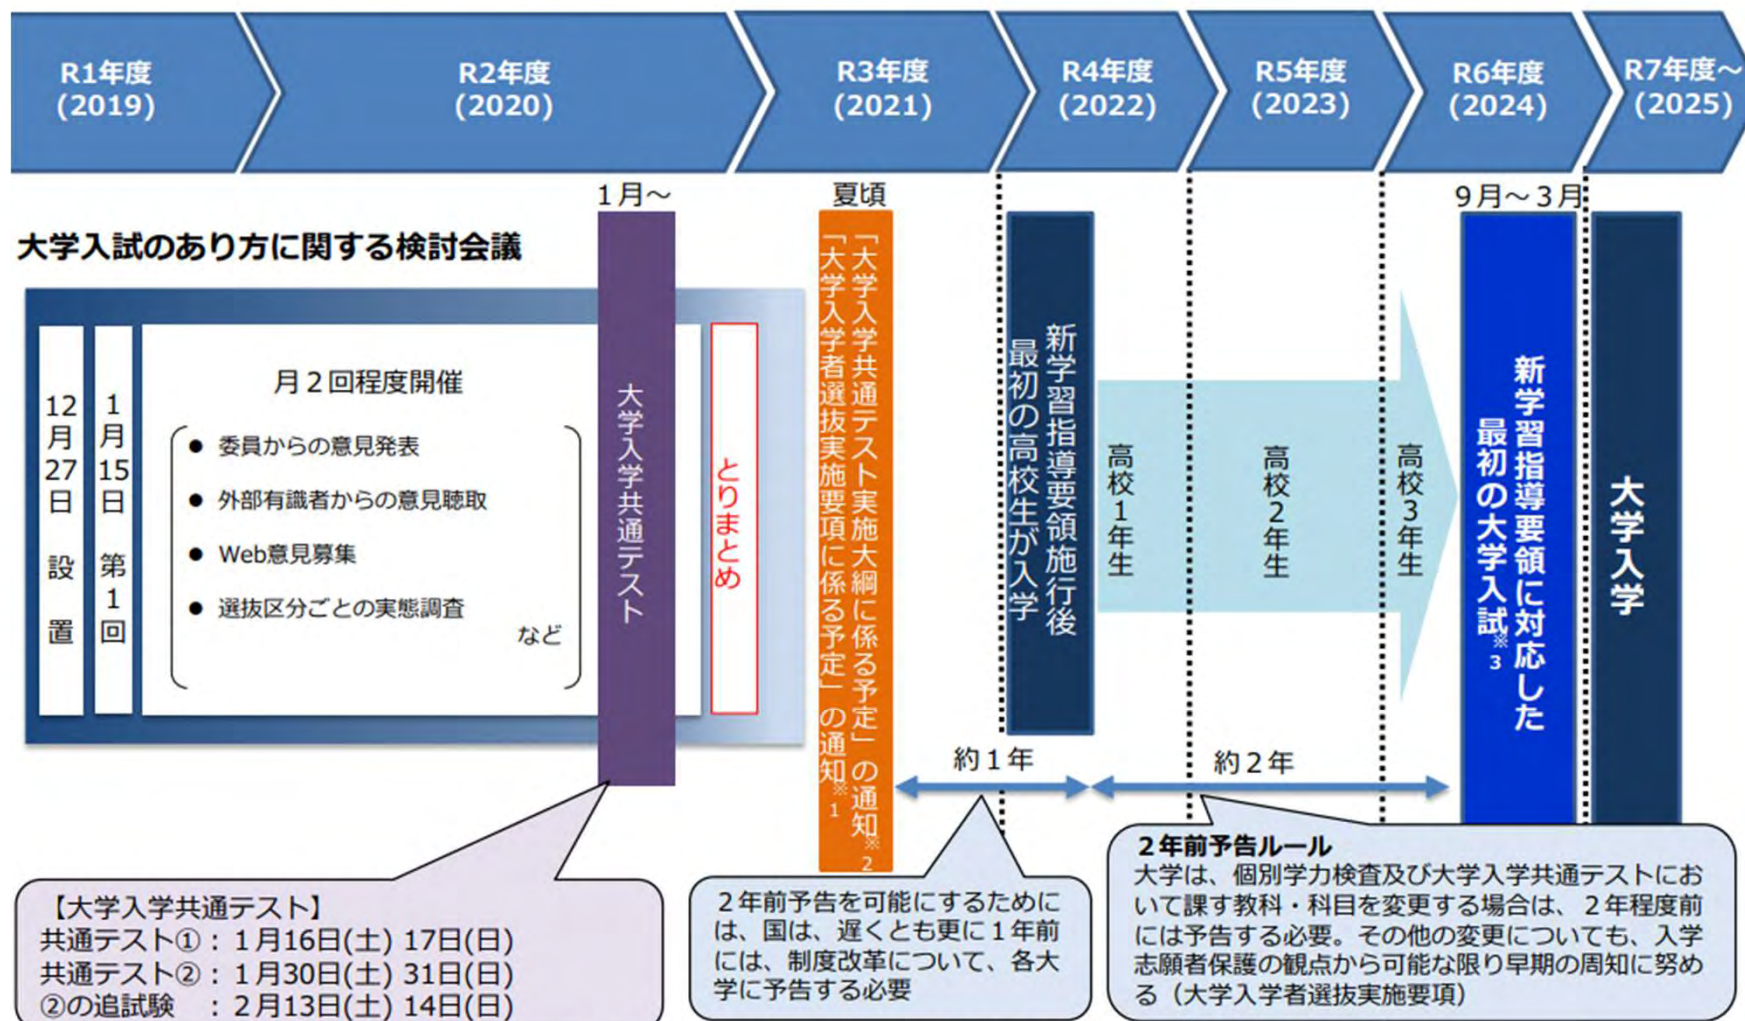 R1年度
(2019)
R2年度
(2020)
R3年度
(2021)
R4年度
(2022)
R5年度
(2023)
R6年度
(2024)
R7年度～
(2025)
1月～
夏頃
9月～3月
大学入試のあり方に関する検討会議
12月27日 設置
1月15日 第1回
月2回程度開催
● 委員からの意見発表
● 外部有識者からの意見聴取
● Web意見募集
● 選抜区分ごとの実態調査
など
大学入学共通テスト
とりまとめ
「大学入学共通テスト実施大綱に係る予定」の通知※2
「大学入学者選抜実施要項に係る予定」の通知※1
新学習指導要領施行後
最初の高校生が入学
高校1年生
高校2年生
高校3年生
新学習指導要領に対応した
最初の大学入試※3
大学入学
約1年
約2年
【大学入学共通テスト】
共通テスト①：1月16日(土) 17日(日)
共通テスト②：1月30日(土) 31日(日)
②の追試験 ：2月13日(土) 14日(日)
2年前予告を可能にするために
は、国は、遅くとも更に1年前
には、制度改革について、各大
学に予告する必要
2年前予告ルール
大学は、個別学力検査及び大学入学共通テストにお
いて課す教科・科目を変更する場合は、2年程度前
には予告する必要。その他の変更についても、入学
志願者保護の観点から可能な限り早期の周知に努め
る（大学入学者選抜実施要項）